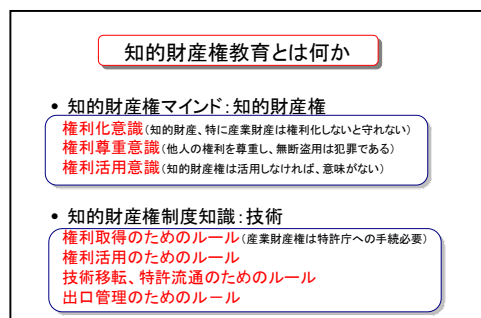 知的財産権教育とは何か
• 知的財産権マインド：知的財産権
権利化意識（知的財産、特に産業財産は権利化しないと守れない）
権利尊重意識（他人の権利を尊重し、無断盗用は犯罪である）
権利活用意識（知的財産権は活用しなければ、意味がない）
• 知的財産権制度知識：技術
権利取得のためのルール（産業財産権は特許庁への手続必要）
権利活用のためのルール
技術移転、特許流通のためのルール
出口管理のためのルール